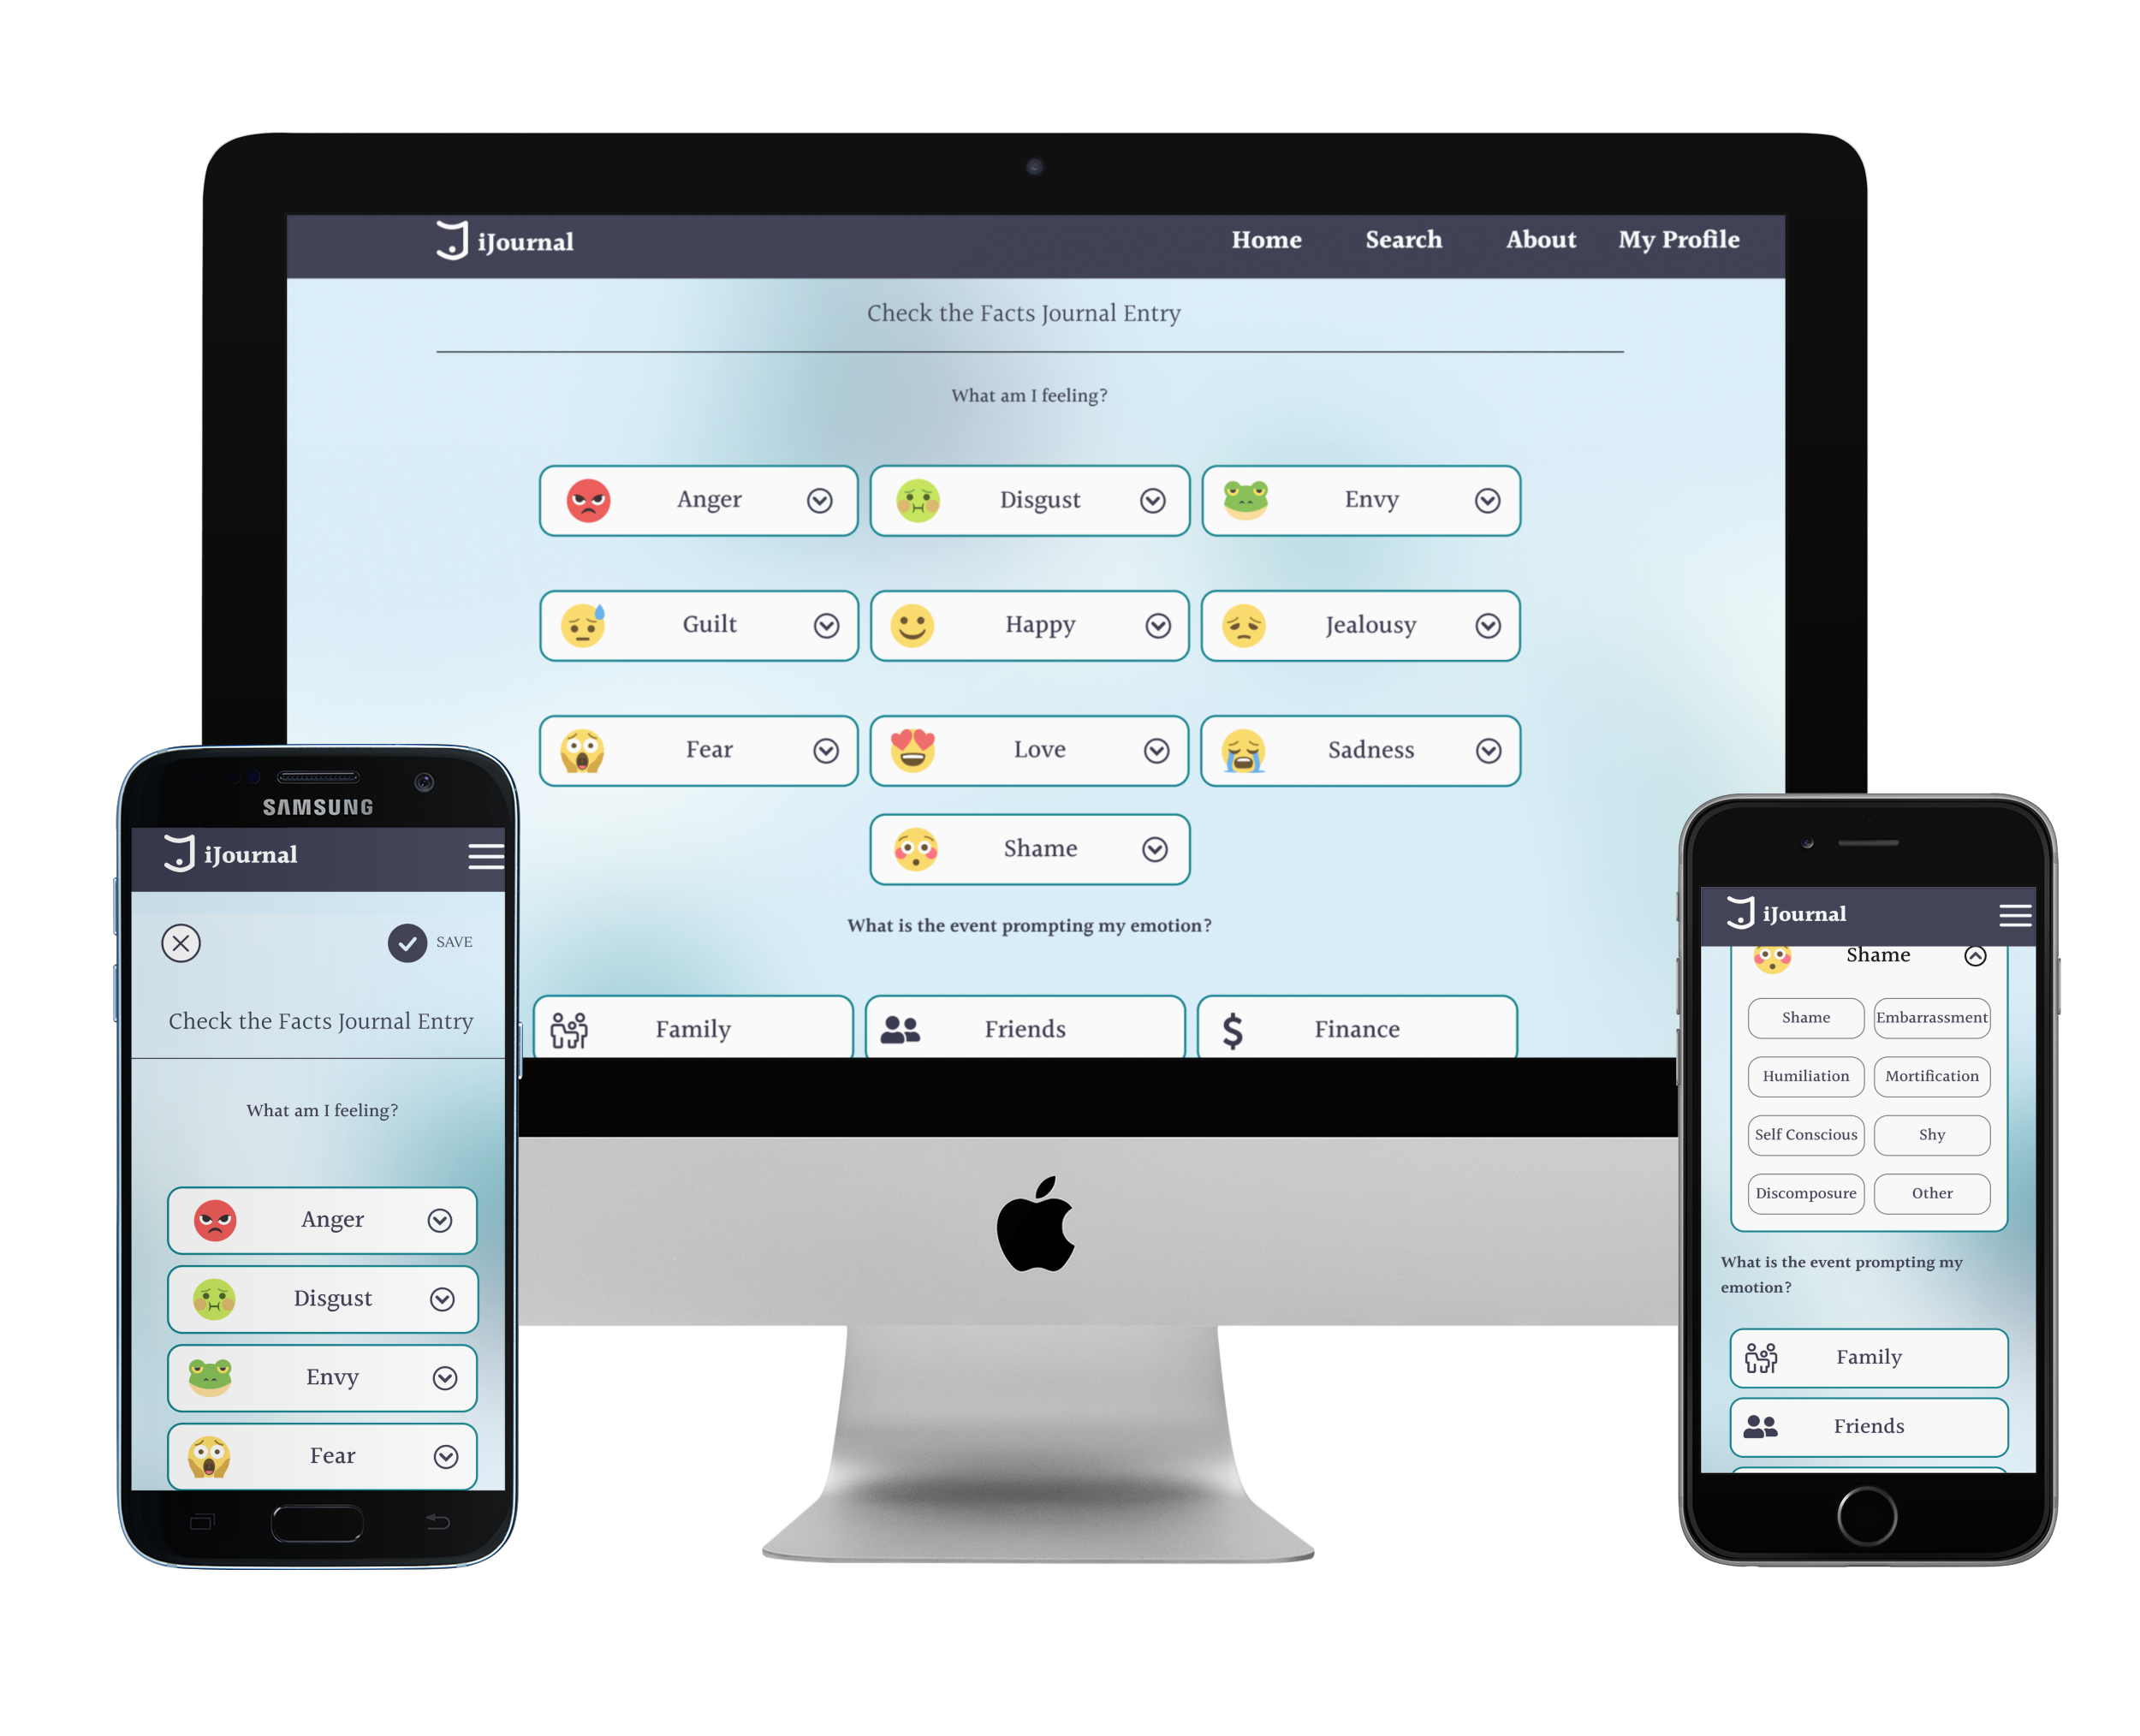 iJournal
Home Search About My Profile
Check the Facts Journal Entry
What am I feeling?
Anger Disgust Envy
Guilt Happy Jealousy
Fear Love Sadness
Shame
What is the event prompting my emotion?
Family Friends Finance
SAMSUNG
iJournal
SAVE
Check the Facts Journal Entry
What am I feeling?
Anger
Disgust
Envy
Fear
iJournal
Shame
Shame Embarrassment
Humiliation Mortification
Self Conscious Shy
Discomposure Other
What is the event prompting my
emotion?
Family
Friends